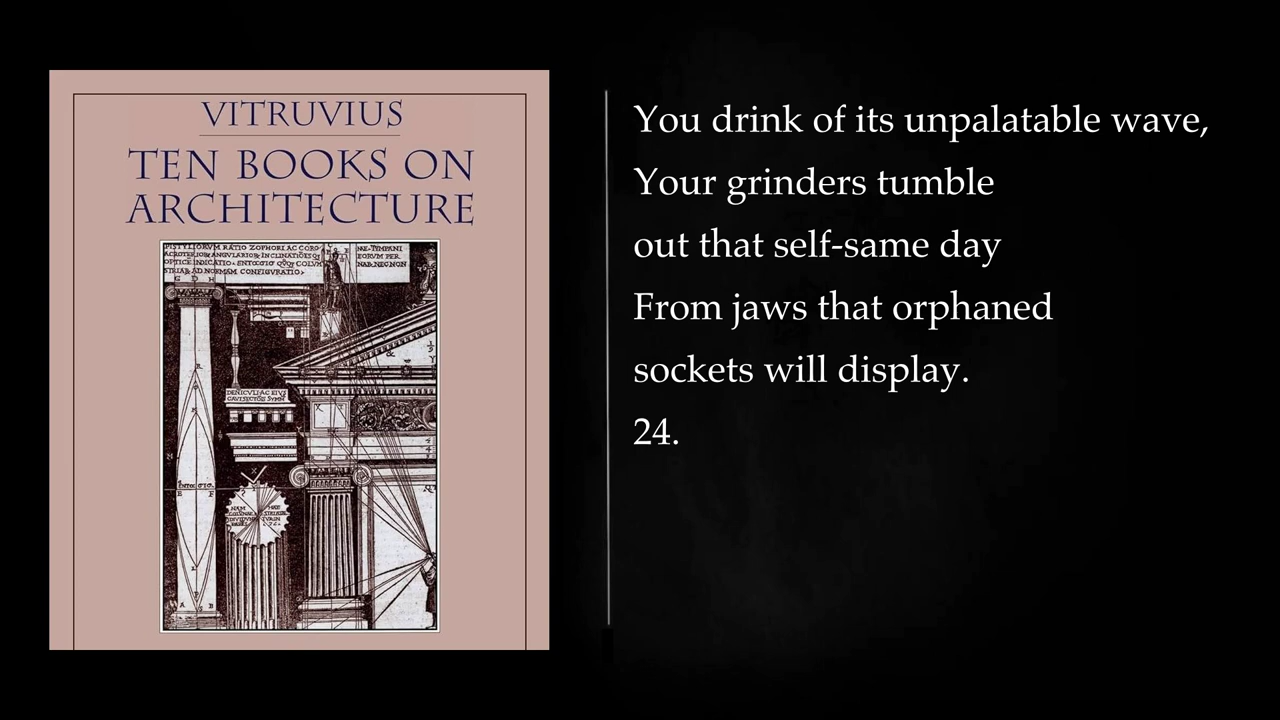 VITRUVIUS
TEN BOOKS ON
ARCHITECTURE
You drink of its unpalatable wave,
Your grinders tumble
out that self-same day
From jaws that orphaned
sockets will display.
24.